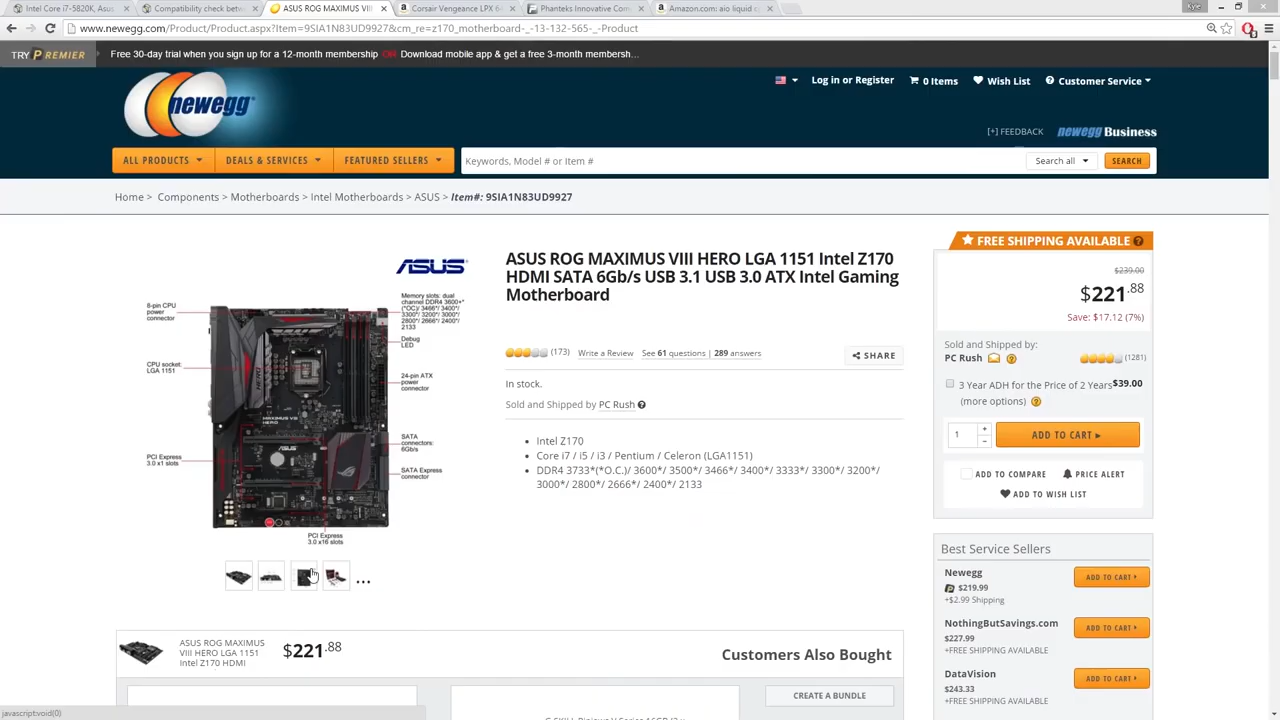 Intel Core i7-5820K, Asus
Compatibility check betw
ASUS ROG MAXIMUS VIII
Corsair Vengeance LPX 64
Phanteks Innovative Com
Amazon.com: aio liquid c
Kyle
www.newegg.com/Product/Product.aspx?Item=9SIA1N83UD9927&cm_re=z170_motherboard-_-13-132-565-_-Product
TRY PREMIER
Free 30-day trial when you sign up for a 12-month membership OR Download mobile app & get a free 3-month membersh...
newegg
Log in or Register
0 Items
Wish List
Customer Service
[+] FEEDBACK
newegg Business
ALL PRODUCTS
DEALS & SERVICES
FEATURED SELLERS
Keywords, Model # or Item #
Search all
SEARCH
Home > Components > Motherboards > Intel Motherboards > ASUS > Item#: 9SIA1N83UD9927
ASUS
8-pin CPU
power
connector
CPU socket:
LGA 1151
PCI Express
3.0 x1 slots
Memory slots: dual
channel DDR4 3600+*
(*OC)/ 3466*/ 3400*/
3333*/ 3200*/ 3000*/
2800*/ 2666*/ 2400*/
2133
Debug
LED
24-pin ATX
power
connector
SATA
connectors:
6Gb/s
SATA Express
Connector
PCI Express
3.0 x16 slots
...
ASUS ROG MAXIMUS VIII HERO LGA 1151 Intel Z170
HDMI SATA 6Gb/s USB 3.1 USB 3.0 ATX Intel Gaming
Motherboard
(173)
Write a Review
See 61 questions | 289 answers
SHARE
In stock.
Sold and Shipped by PC Rush
Intel Z170
Core i7 / i5 / i3 / Pentium / Celeron (LGA1151)
DDR4 3733*(*O.C.)/ 3600*/ 3500*/ 3466*/ 3400*/ 3333*/ 3300*/ 3200*/
3000*/ 2800*/ 2666*/ 2400*/ 2133
FREE SHIPPING AVAILABLE
$239.00
$221.88
Save: $17.12 (7%)
Sold and Shipped by:
PC Rush
(1281)
3 Year ADH for the Price of 2 Years $39.00
(more options)
1
ADD TO CART
ADD TO COMPARE
PRICE ALERT
ADD TO WISH LIST
Best Service Sellers
Newegg
$219.99
+$2.99 Shipping
ADD TO CART
NothingButSavings.com
$227.99
+FREE SHIPPING AVAILABLE
ADD TO CART
DataVision
$243.33
+FREE SHIPPING AVAILABLE
ADD TO CART
ASUS ROG MAXIMUS
VIII HERO LGA 1151
Intel Z170 HDMI
$221.88
Customers Also Bought
CREATE A BUNDLE
javascript:void(0)